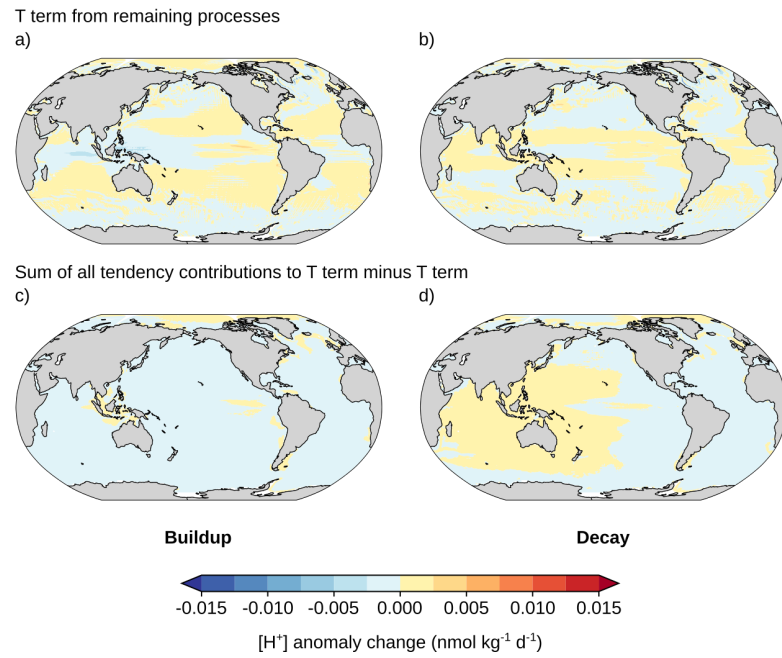 T term from remaining processes
a)
b)
Sum of all tendency contributions to T term minus T term
c)
d)
Buildup
Decay
-0.015 -0.010 -0.005 0.000 0.005 0.010 0.015
[H⁺] anomaly change (nmol kg⁻¹ d⁻¹)